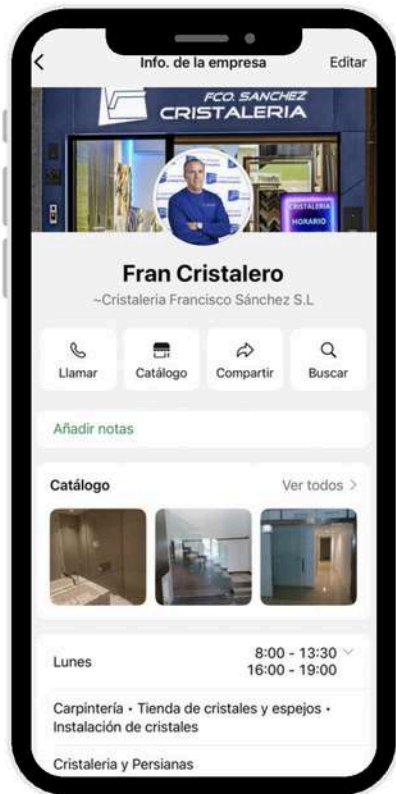 Info. de la empresa
Editar
FCO. SANCHEZ
CRISTALERIA
CRISTALERIA
HORARIO
Fran Cristalero
~Cristaleria Francisco Sánchez S.L
Llamar
Catálogo
Compartir
Buscar
Añadir notas
Catálogo
Ver todos >
Lunes
8:00 - 13:30
16:00 - 19:00
Carpintería • Tienda de cristales y espejos •
Instalación de cristales
Cristaleria y Persianas